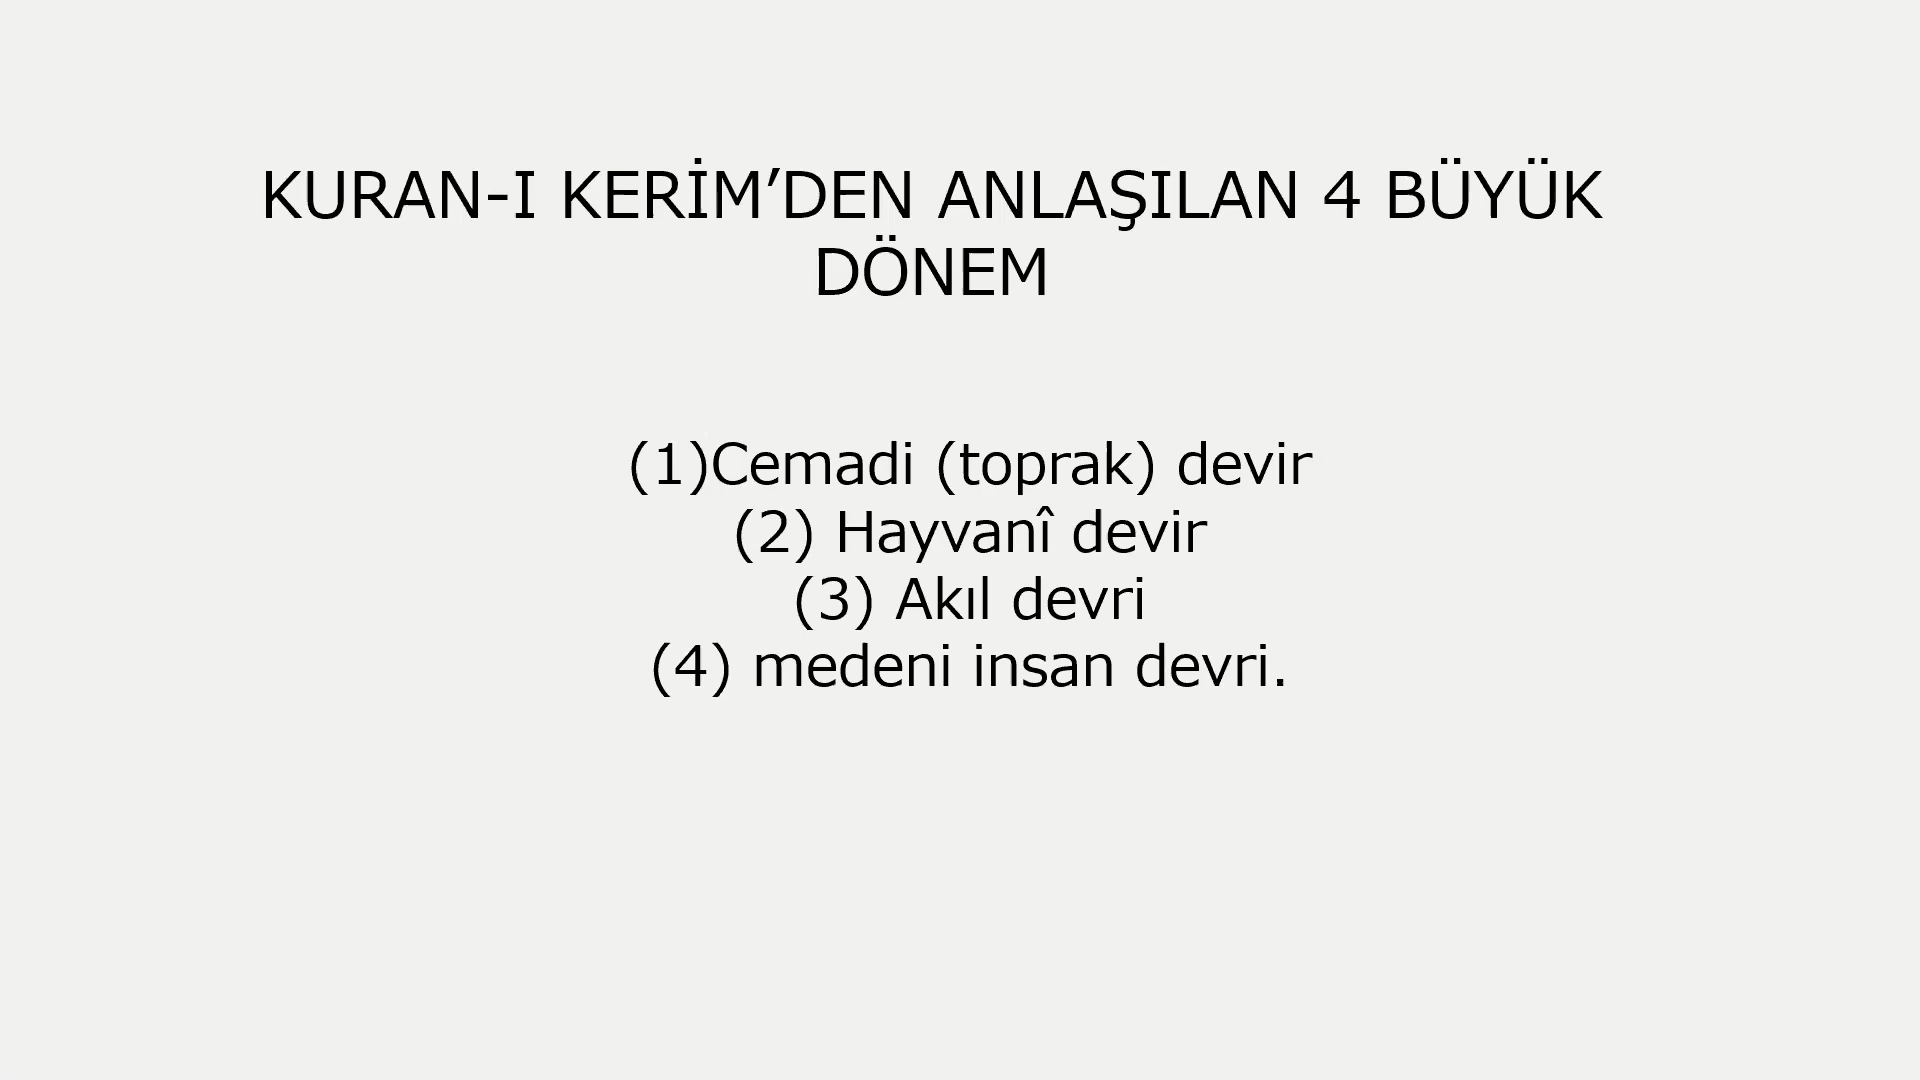 KURAN-I KERİM’DEN ANLAŞILAN 4 BÜYÜK
DÖNEM
(1)Cemadi (toprak) devir
(2) Hayvanî devir
(3) Akıl devri
(4) medeni insan devri.